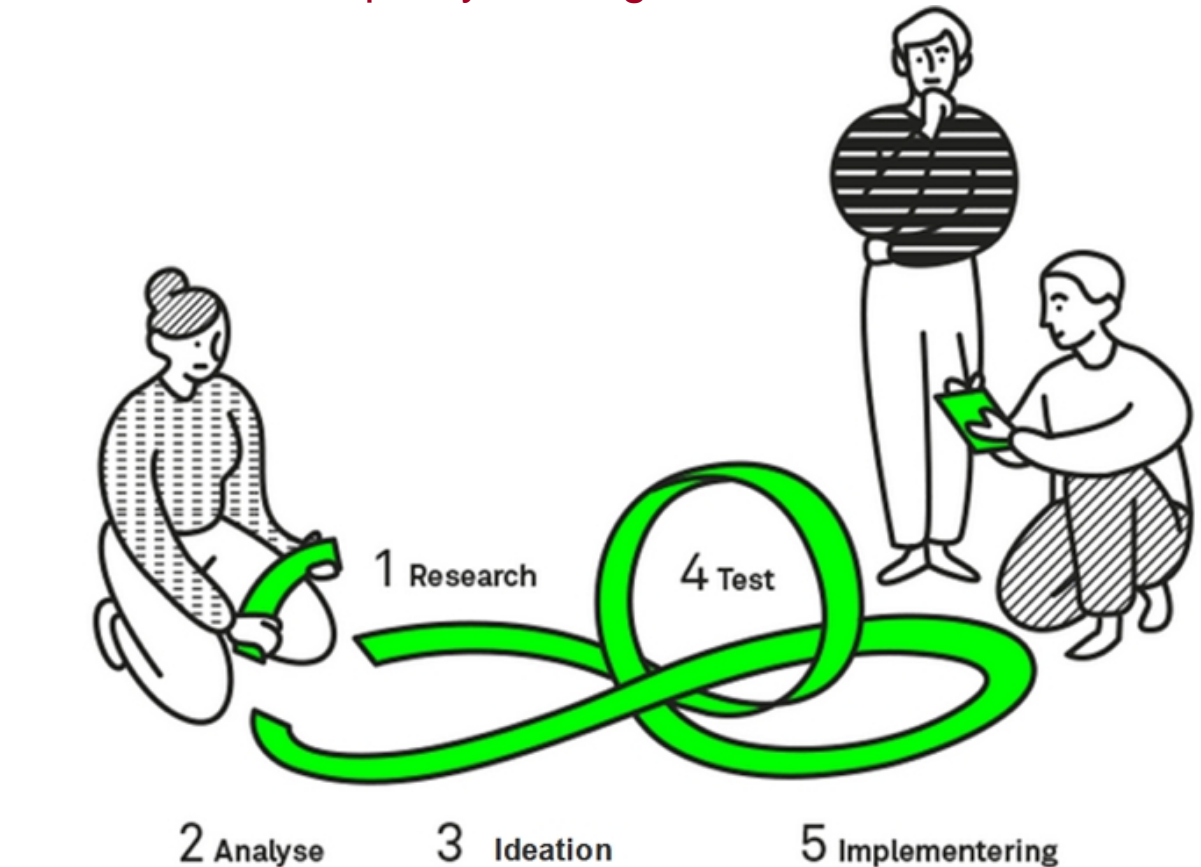 1 Research
4 Test
2 Analyse
3 Ideation
5 Implementering